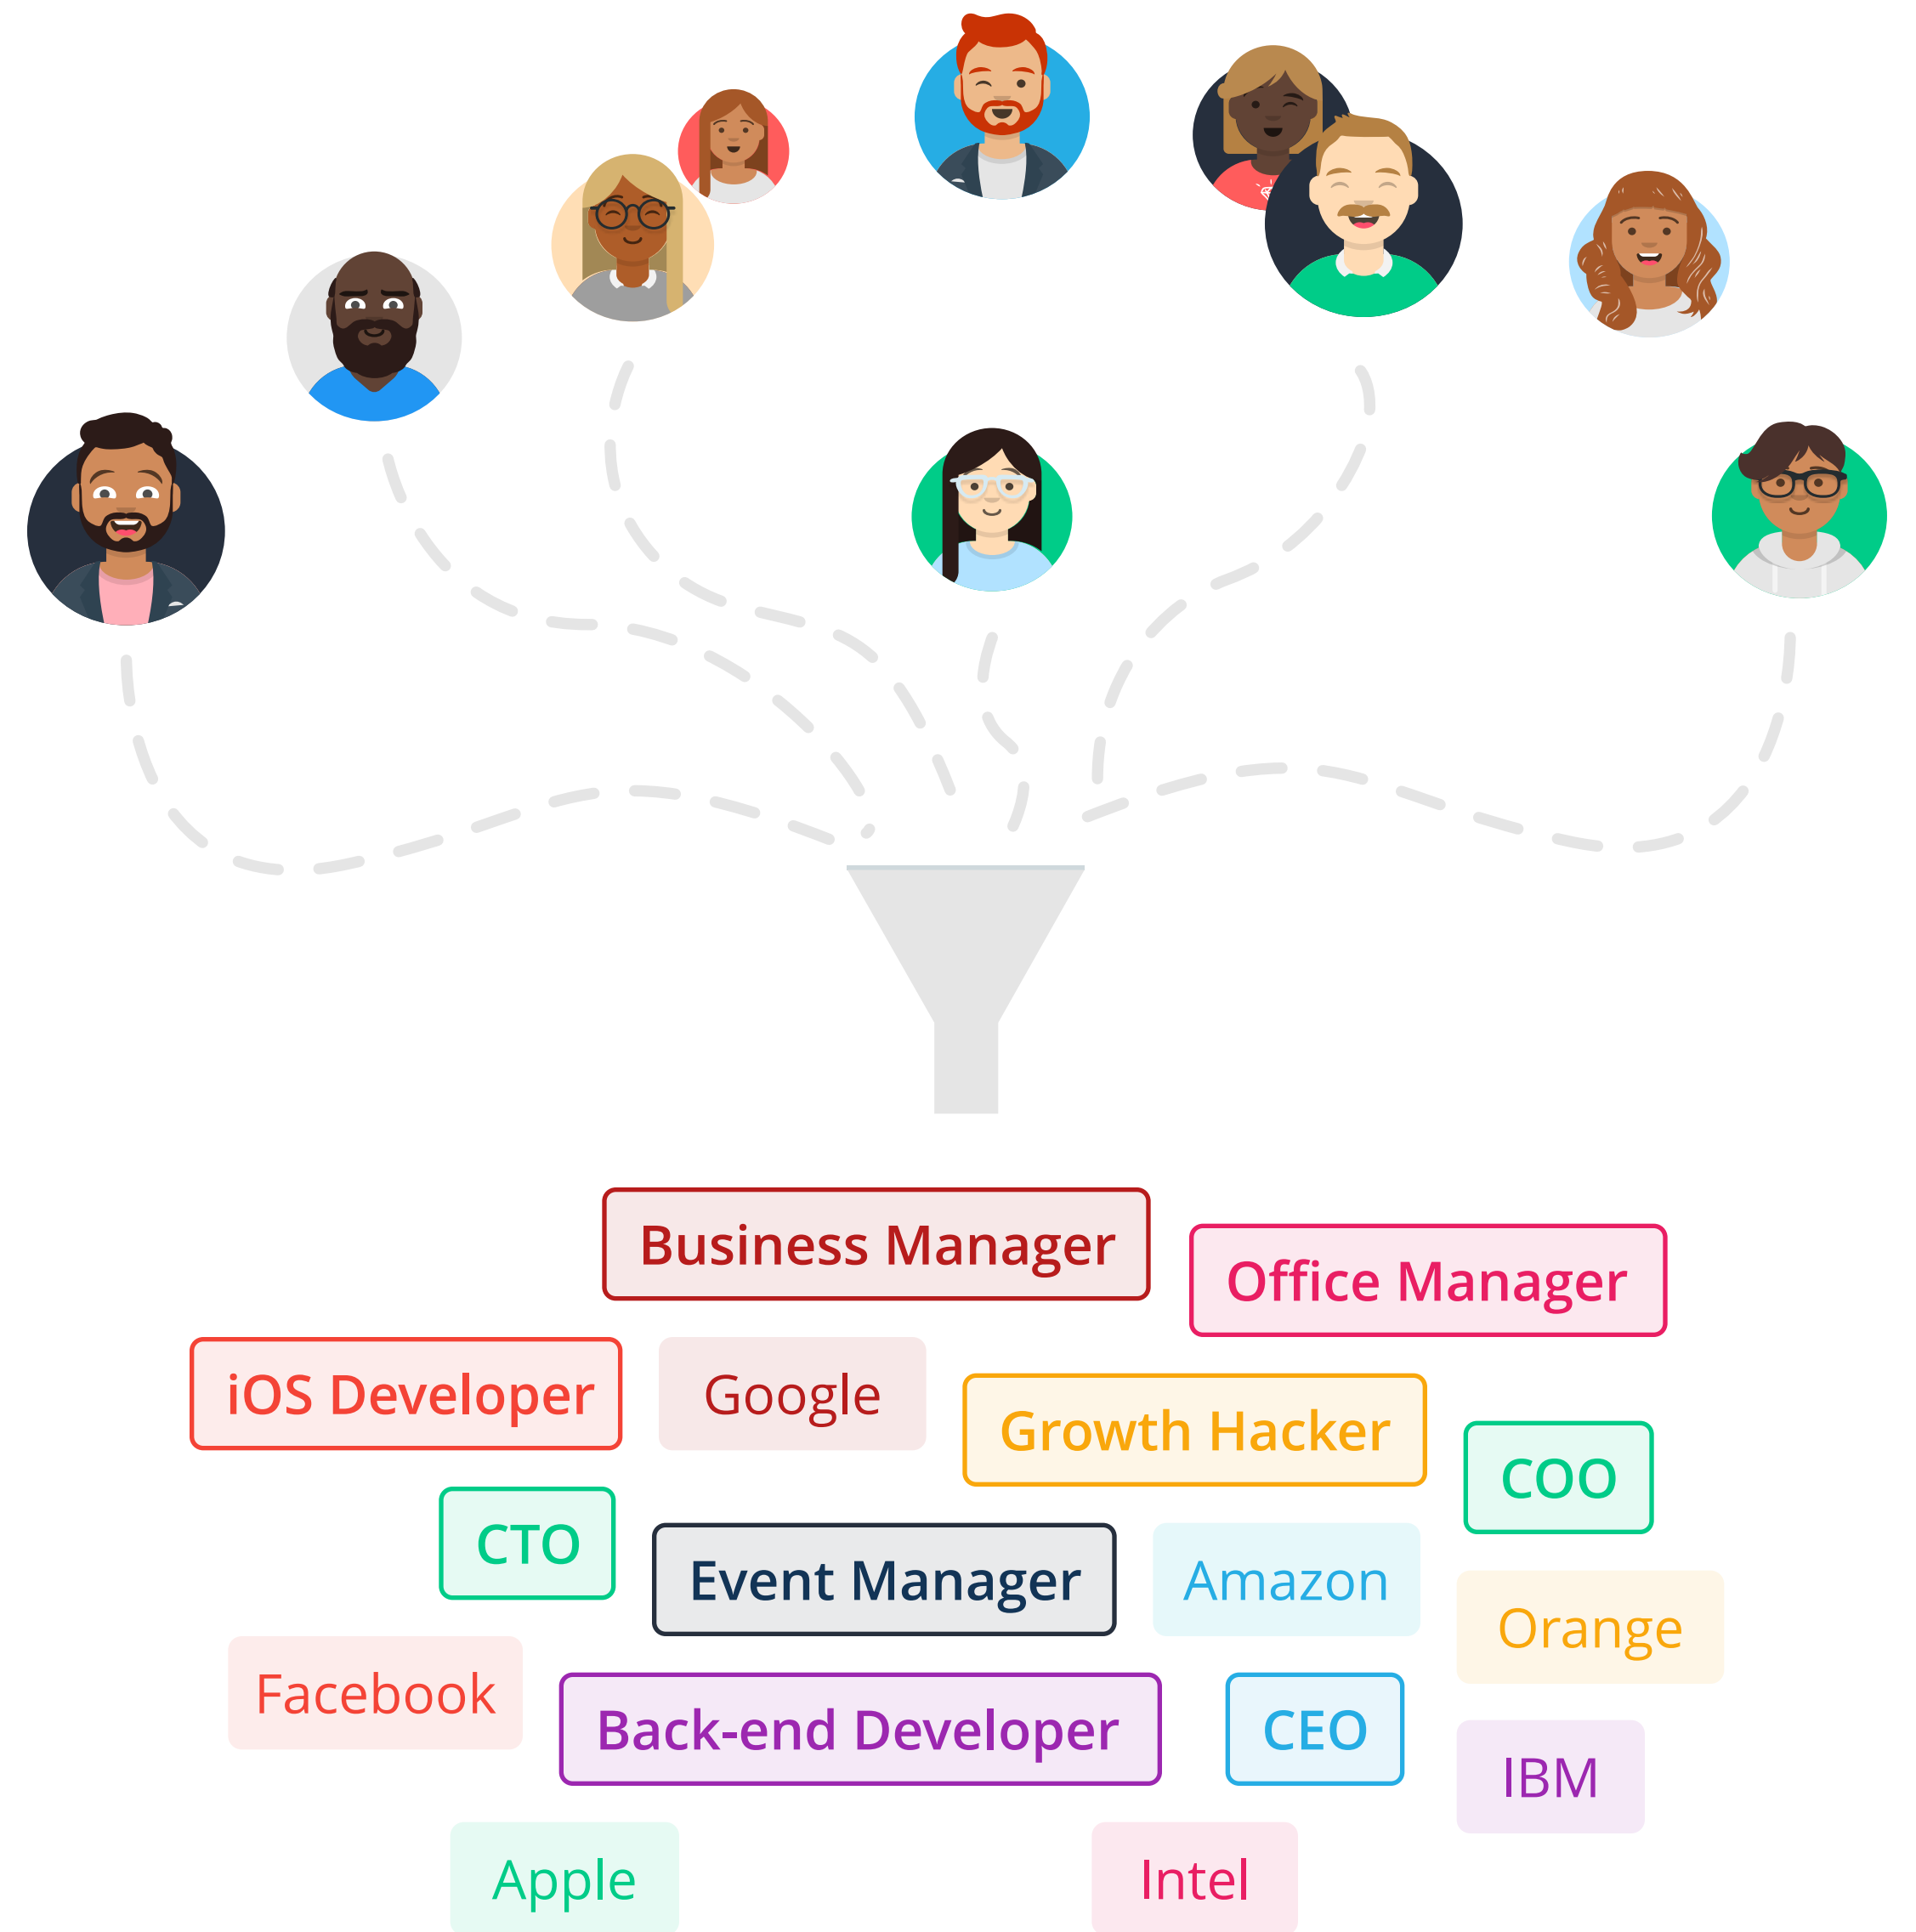 Business Manager
Office Manager
iOS Developer
Google
Growth Hacker
COO
CTO
Event Manager
Amazon
Orange
Facebook
Back-end Developer
CEO
IBM
Apple
Intel